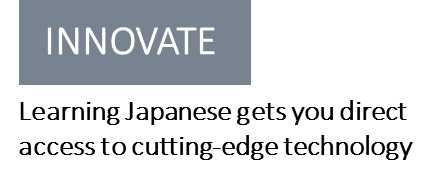 INNOVATE
Learning Japanese gets you direct
access to cutting-edge technology